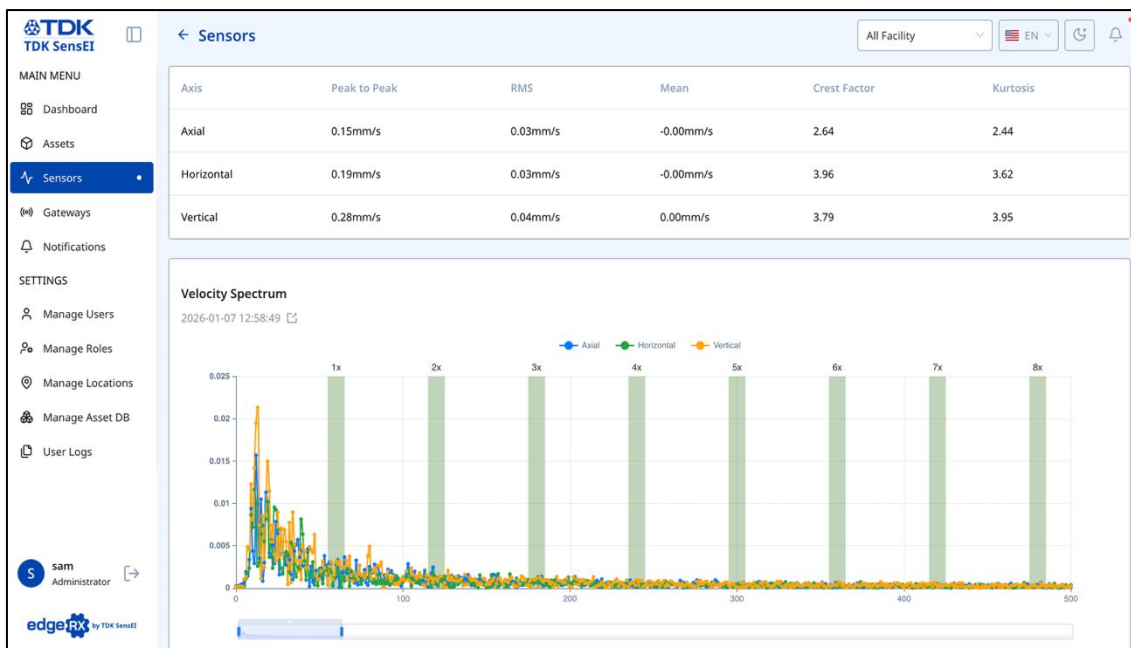 TDK
TDK SensEI
← Sensors
All Facility
EN
MAIN MENU
Dashboard
Assets
Sensors
Gateways
Notifications
SETTINGS
Manage Users
Manage Roles
Manage Locations
Manage Asset DB
User Logs
S
sam
Administrator
edgeRX by TDK SensEI
Axis Peak to Peak RMS Mean Crest Factor Kurtosis
Axial 0.15mm/s 0.03mm/s -0.00mm/s 2.64 2.44
Horizontal 0.19mm/s 0.03mm/s -0.00mm/s 3.96 3.62
Vertical 0.28mm/s 0.04mm/s 0.00mm/s 3.79 3.95
Velocity Spectrum
2026-01-07 12:58:49
Axial Horizontal Vertical
1x 2x 3x 4x 5x 6x 7x 8x
0.025
0.02
0.015
0.01
0.005
0
0 100 200 300 400 500